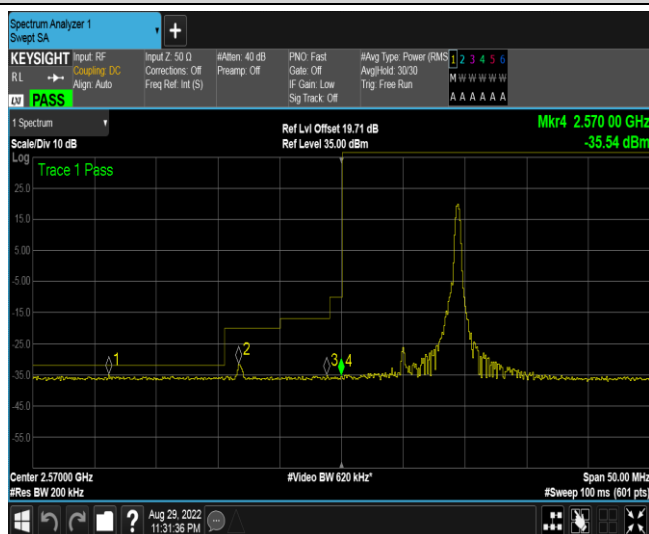 Spectrum Analyzer 1
Swept SA
+
KEYSIGHT Input: RF Input Z: 50 Ω #Atten: 40 dB PNO: Fast #Avg Type: Power (RMS 1 2 3 4 5 6
RL Coupling: DC Corrections: Off Preamp: Off Gate: Off Avg|Hold: 30/30 M W W W W W
Align: Auto Freq Ref: Int (S) IF Gain: Low Trig: Free Run
Sig Track: Off A A A A A A
LXI PASS
1 Spectrum Ref Lvl Offset 19.71 dB Mkr4 2.570 00 GHz
Scale/Div 10 dB Ref Level 35.00 dBm -35.54 dBm
Log
Trace 1 Pass
25.0
15.0
5.00
-5.00
-15.0
-25.0
1 2 3 4
-35.0
-45.0
-55.0
Center 2.57000 GHz #Video BW 620 kHz* Span 50.00 MHz
#Res BW 200 kHz #Sweep 100 ms (601 pts)
? Aug 29, 2022
11:31:36 PM